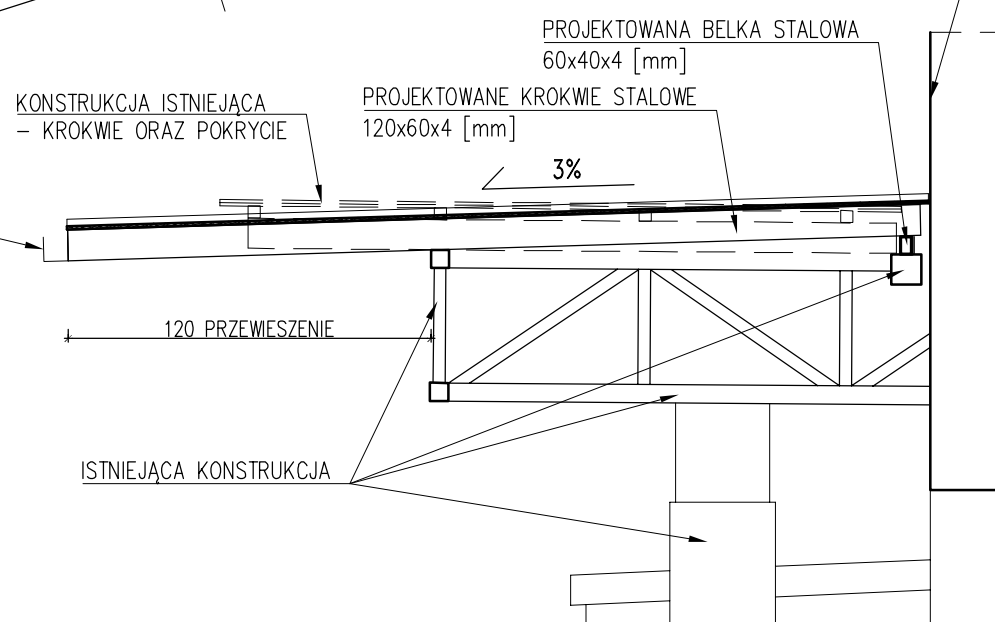 PROJEKTOWANA BELKA STALOWA
60x40x4 [mm]
KONSTRUKCJA ISTNIEJĄCA
– KROKWIE ORAZ POKRYCIE
PROJEKTOWANE KROKWIE STALOWE
120x60x4 [mm]
3%
120 PRZEWIESZENIE
ISTNIEJĄCA KONSTRUKCJA